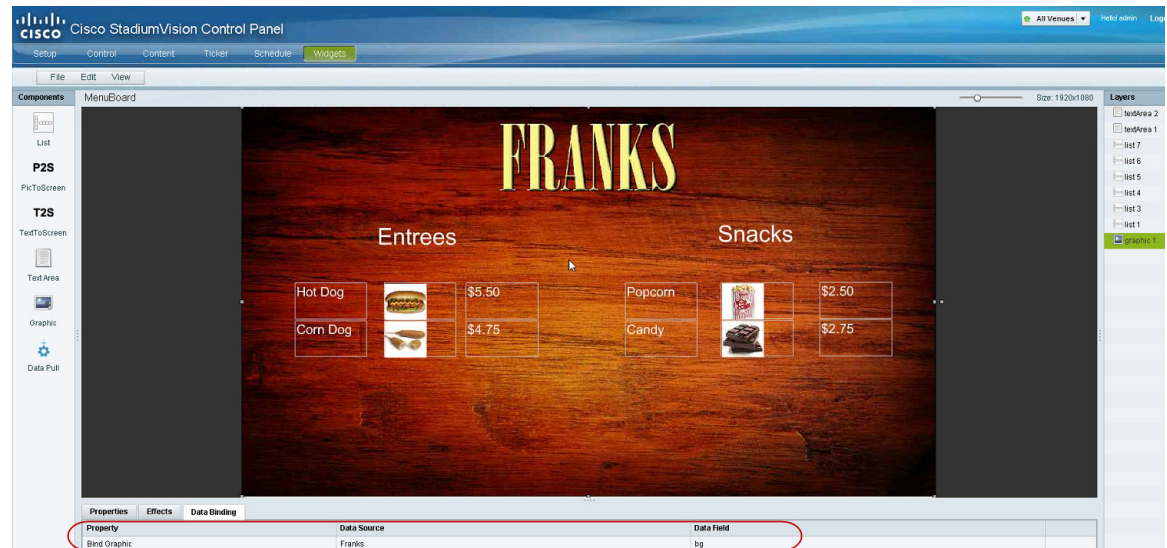 cisco Cisco StadiumVision Control Panel
All Venues
Hello! admin
Setup Control Content Ticker Schedule Widgets
File Edit View
Components
MenuBoard
Size: 1920x1080
Layers
List
P2S
PicToScreen
T2S
TextToScreen
Text Area
Graphic
Data Pull
FRANKS
Entrees
Hot Dog $5.50
Corn Dog $4.75
Snacks
Popcorn $2.50
Candy $2.75
textArea 2
textArea 1
list 7
list 6
list 5
list 4
list 3
list 1
graphic 1
Properties Effects Data Binding
Property Data Source Data Field
Bind Graphic Franks bg